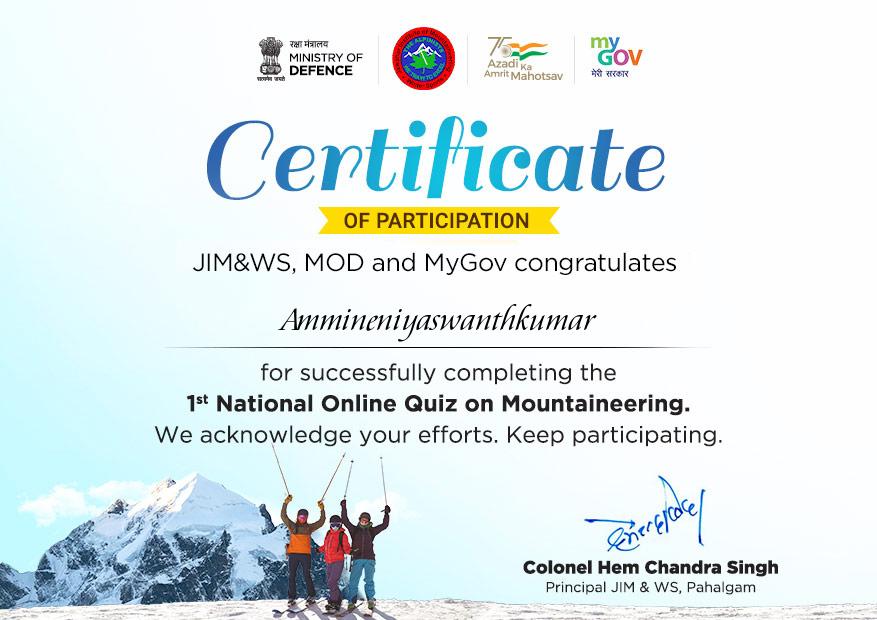 रक्षा मंत्रालय
MINISTRY OF
DEFENCE
सत्यमेव जयते
THE ALPINISTS
75
Azadi Ka
Amrit Mahotsav
my
GOV
मेरी सरकार
Certificate
OF PARTICIPATION
JIM&WS, MOD and MyGov congratulates
Ammineniyaswanthkumar
for successfully completing the
1st National Online Quiz on Mountaineering.
We acknowledge your efforts. Keep participating.
Colonel Hem Chandra Singh
Principal JIM & WS, Pahalgam